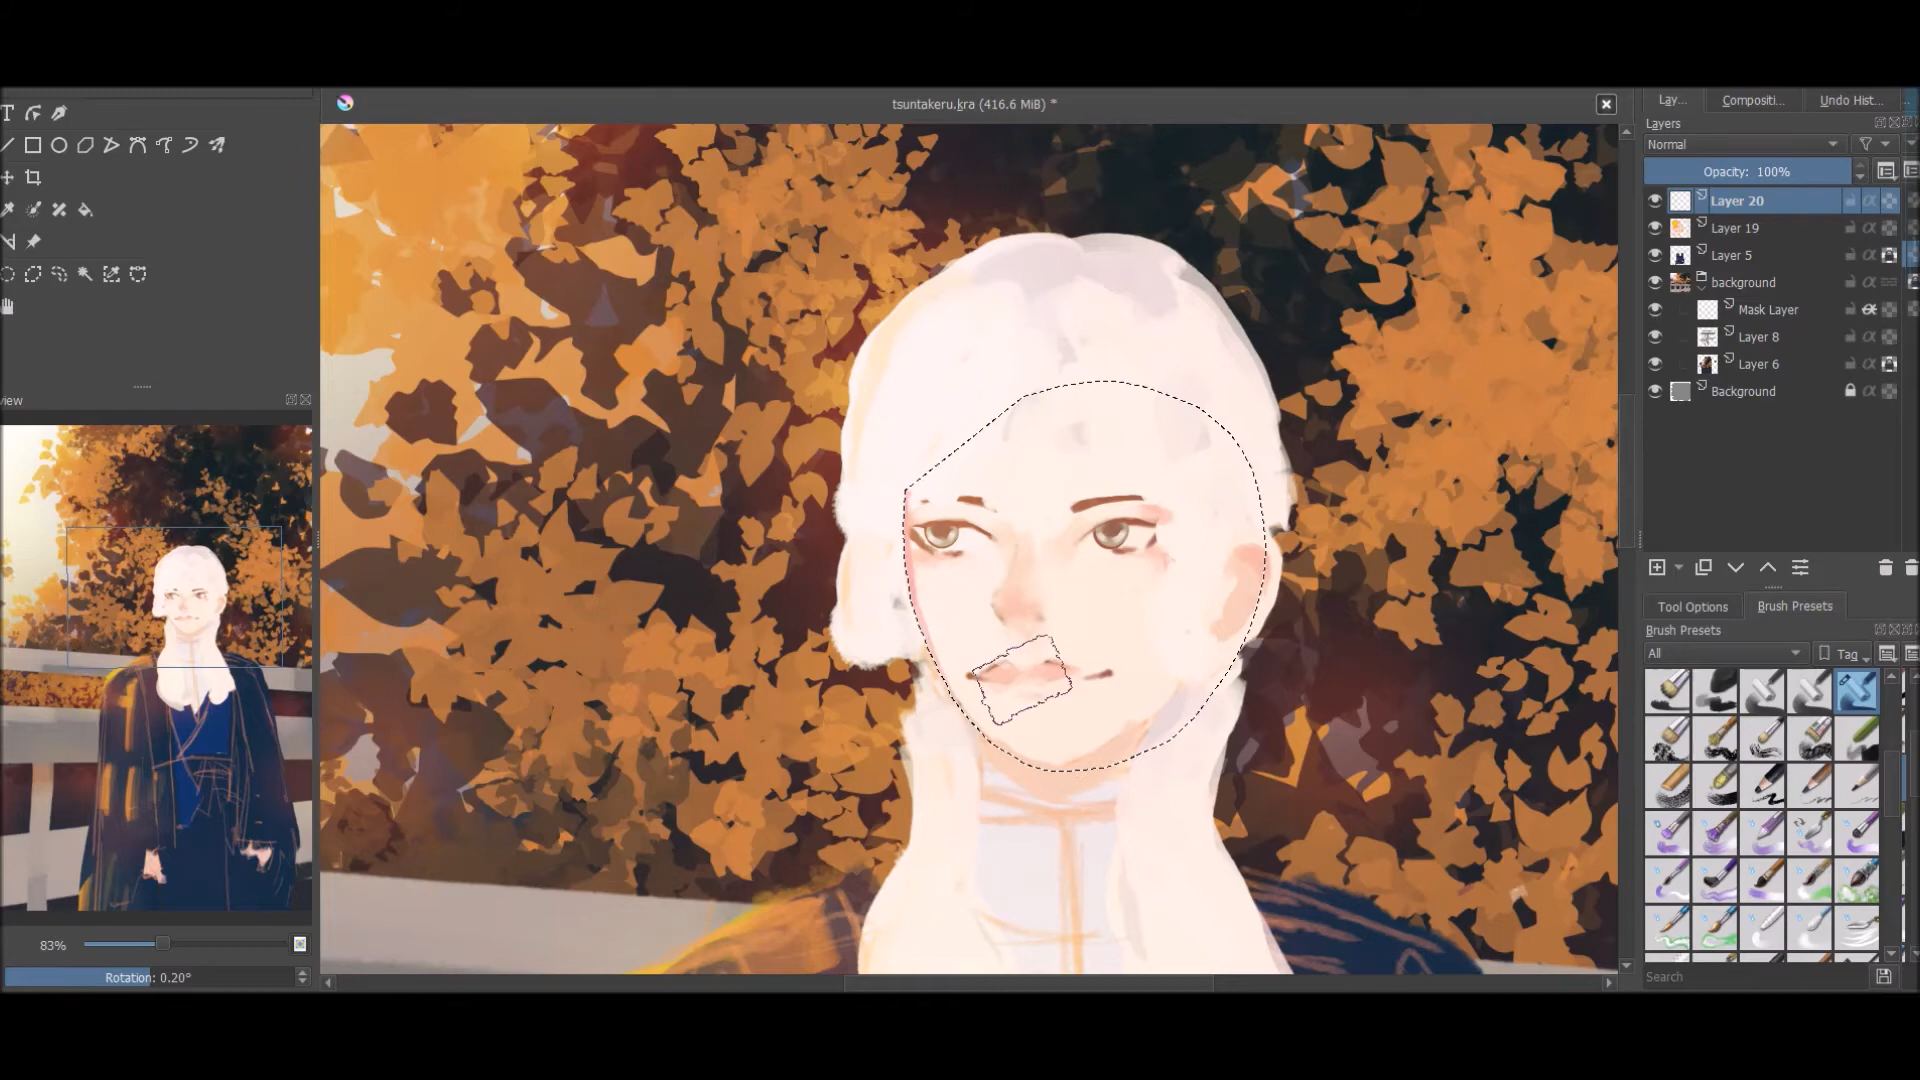 tsuntakeru.kra (416.6 MiB) *
Lay...
Compositi...
Undo Hist...
Layers
Normal
Opacity: 100%
Layer 20
Layer 19
Layer 5
background
Mask Layer
Layer 8
Layer 6
Background
view
83%
Rotation: 0.20°
Tool Options
Brush Presets
Brush Presets
All
Tag
Search